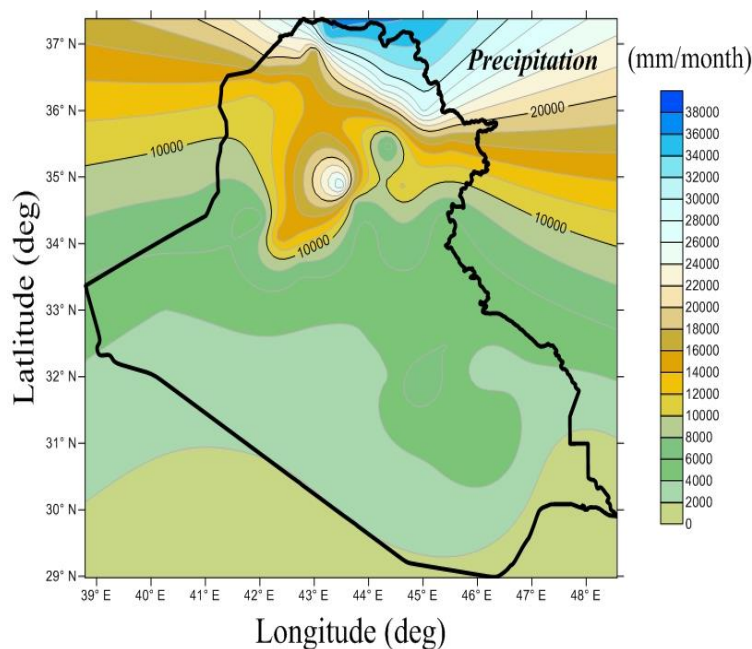 Precipitation
(mm/month)
37° N
36° N
35° N
34° N
33° N
32° N
31° N
30° N
29° N
Latlitude (deg)
20000
10000
10000
10000
38000
36000
34000
32000
30000
28000
26000
24000
22000
20000
18000
16000
14000
12000
10000
8000
6000
4000
2000
0
39° E 40° E 41° E 42° E 43° E 44° E 45° E 46° E 47° E 48° E
Longitude (deg)